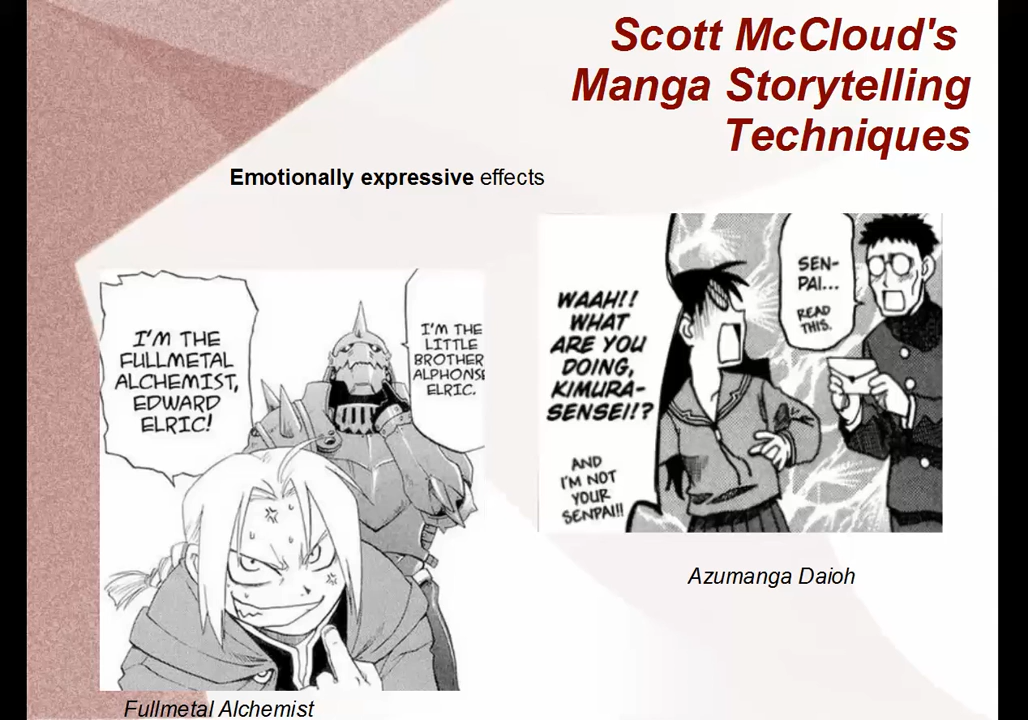 Scott McCloud's
Manga Storytelling
Techniques
Emotionally expressive effects
I'M THE
FULLMETAL
ALCHEMIST,
EDWARD
ELRIC!
I'M THE
LITTLE
BROTHER
ALPHONSE
ELRIC.
WAAH!!
WHAT
ARE YOU
DOING,
KIMURA-
SENSEI!?
AND
I'M NOT
YOUR
SENPAI!!
SEN-
PAI...
READ
THIS.
Azumanga Daioh
Fullmetal Alchemist